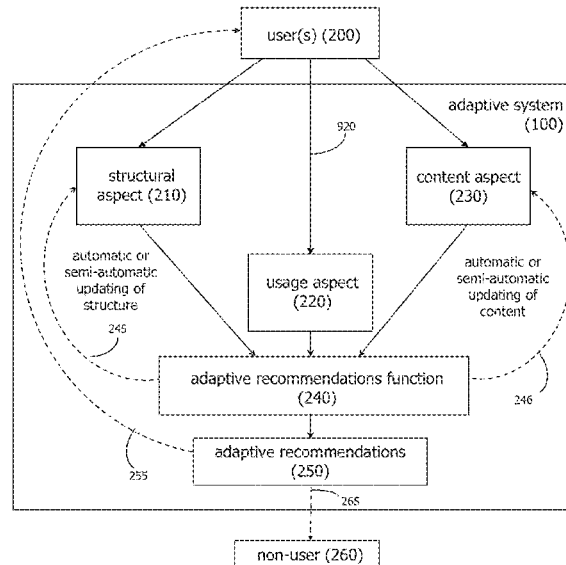 user(s) (200)
adaptive system
(100)
920
structural
aspect (210)
content aspect
(230)
automatic or
semi-automatic
updating of
structure
usage aspect
(220)
automatic or
semi-automatic
updating of
content
245
adaptive recommendations function
(240)
246
adaptive recommendations
(250)
255
265
non-user (260)